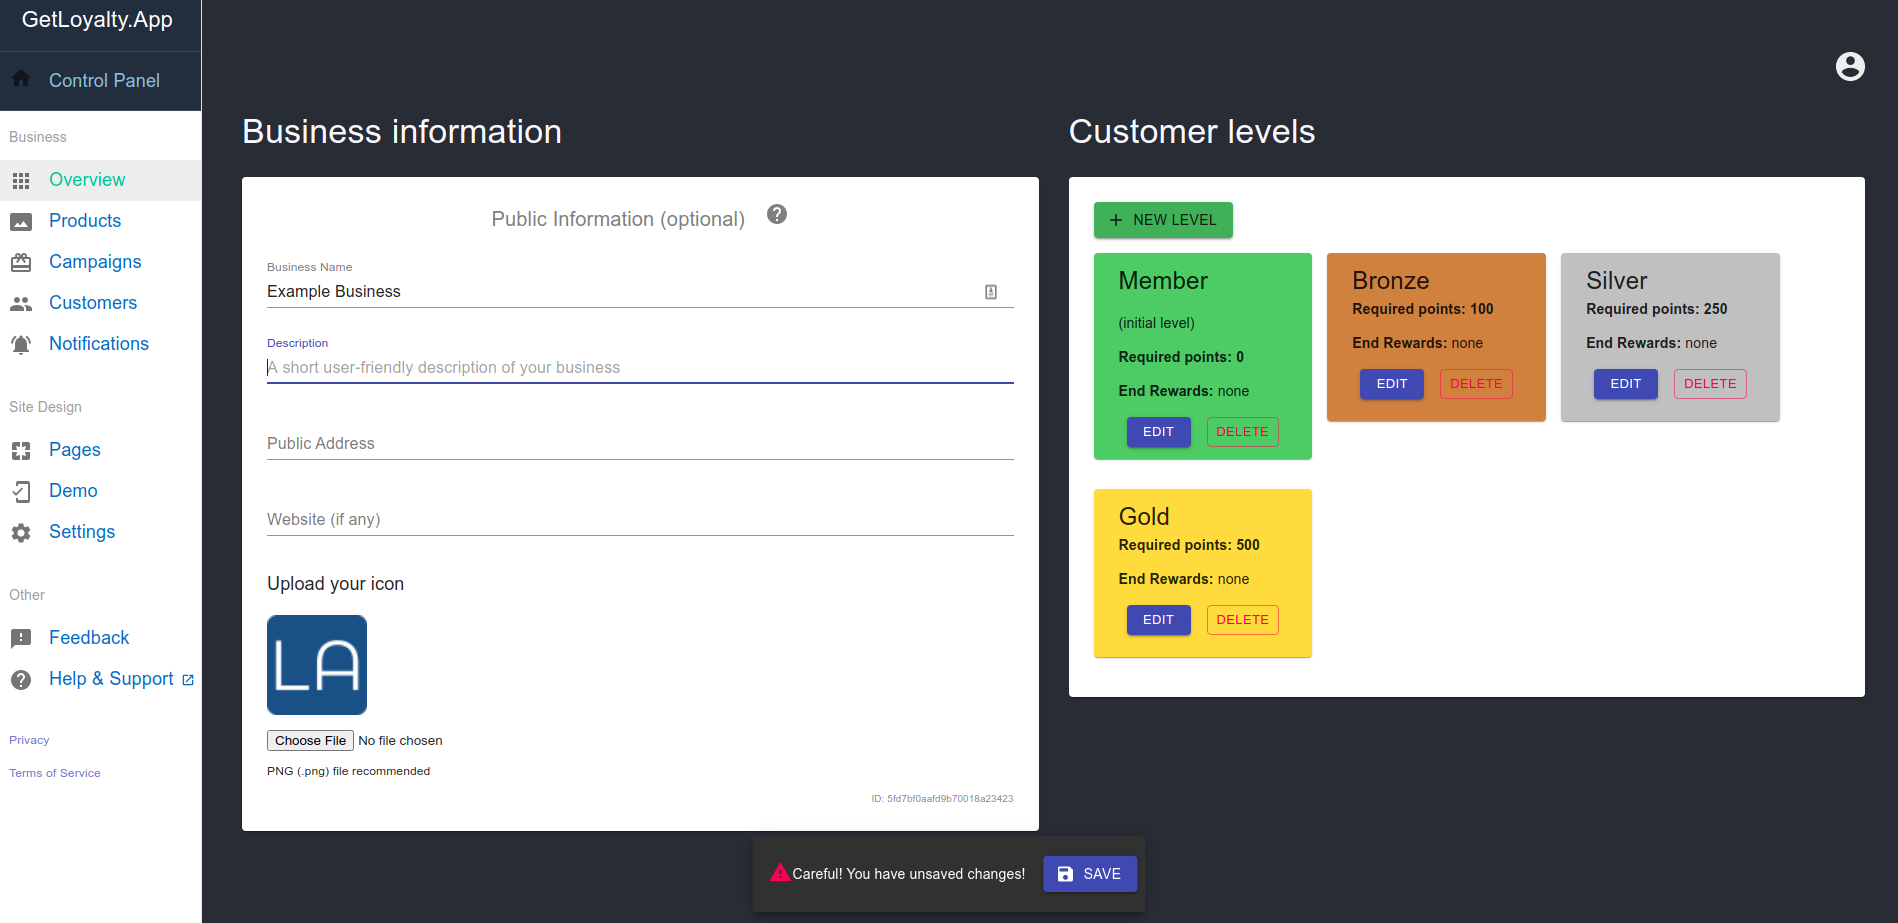 GetLoyalty.App
Control Panel
Business
Overview
Products
Campaigns
Customers
Notifications
Site Design
Pages
Demo
Settings
Other
Feedback
Help & Support
Privacy
Terms of Service
Business information
Public Information (optional)
Business Name
Example Business
Description
A short user-friendly description of your business
Public Address
Website (if any)
Upload your icon
LA
Choose File No file chosen
PNG (.png) file recommended
ID: 5fd7bf0aafd9b70018a23423
Customer levels
+ NEW LEVEL
Member
(initial level)
Required points: 0
End Rewards: none
EDIT DELETE
Bronze
Required points: 100
End Rewards: none
EDIT DELETE
Silver
Required points: 250
End Rewards: none
EDIT DELETE
Gold
Required points: 500
End Rewards: none
EDIT DELETE
Careful! You have unsaved changes! SAVE